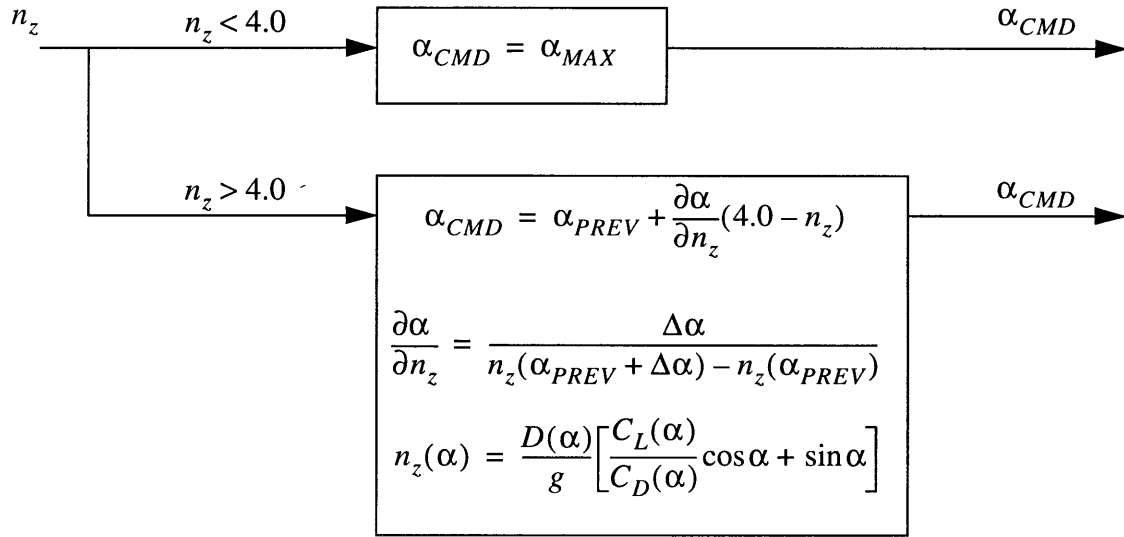 n_z n_z < 4.0 α_CMD = α_MAX α_CMD
n_z > 4.0 α_CMD = α_PREV + ∂α/∂n_z (4.0 – n_z) α_CMD
∂α/∂n_z = Δα/(n_z(α_PREV + Δα) – n_z(α_PREV))
n_z(α) = D(α)/g [C_L(α)/C_D(α) cos α + sin α]